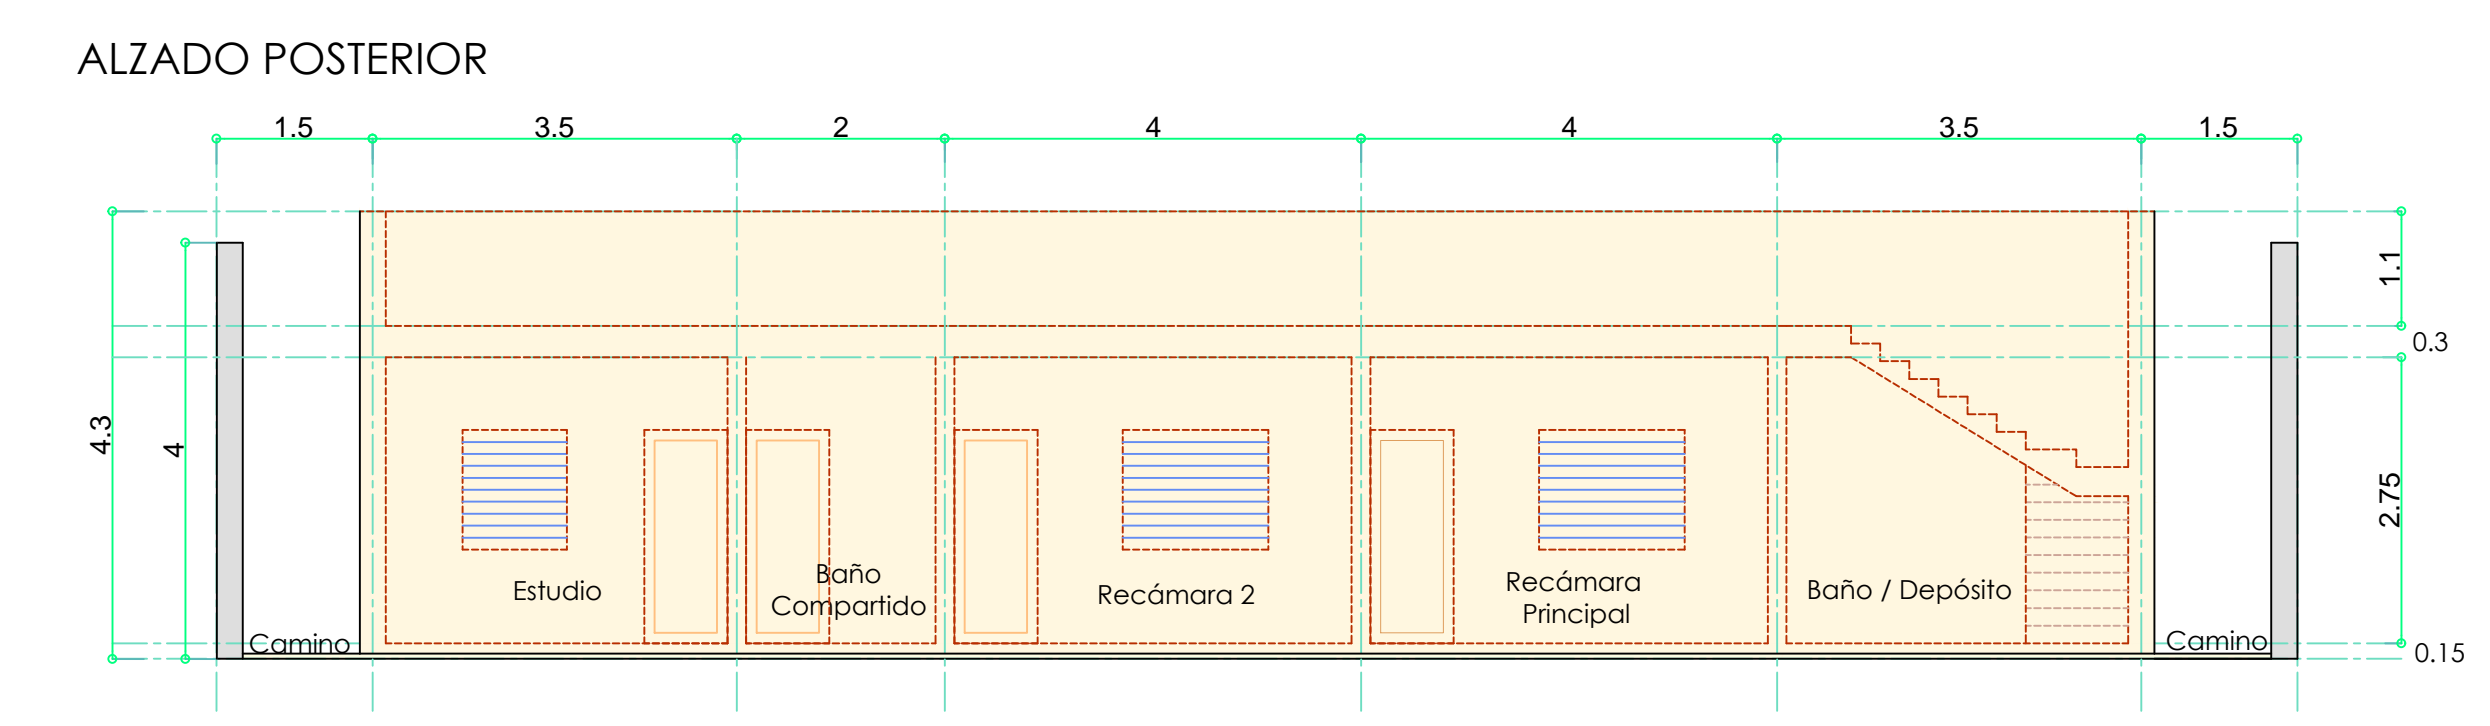 ALZADO POSTERIOR
1.5
3.5
2
4
4
3.5
1.5
4.3
4
1.1
0.3
2.75
0.15
Estudio
Baño
Compartido
Recámara 2
Recámara
Principal
Baño / Depósito
Camino
Camino